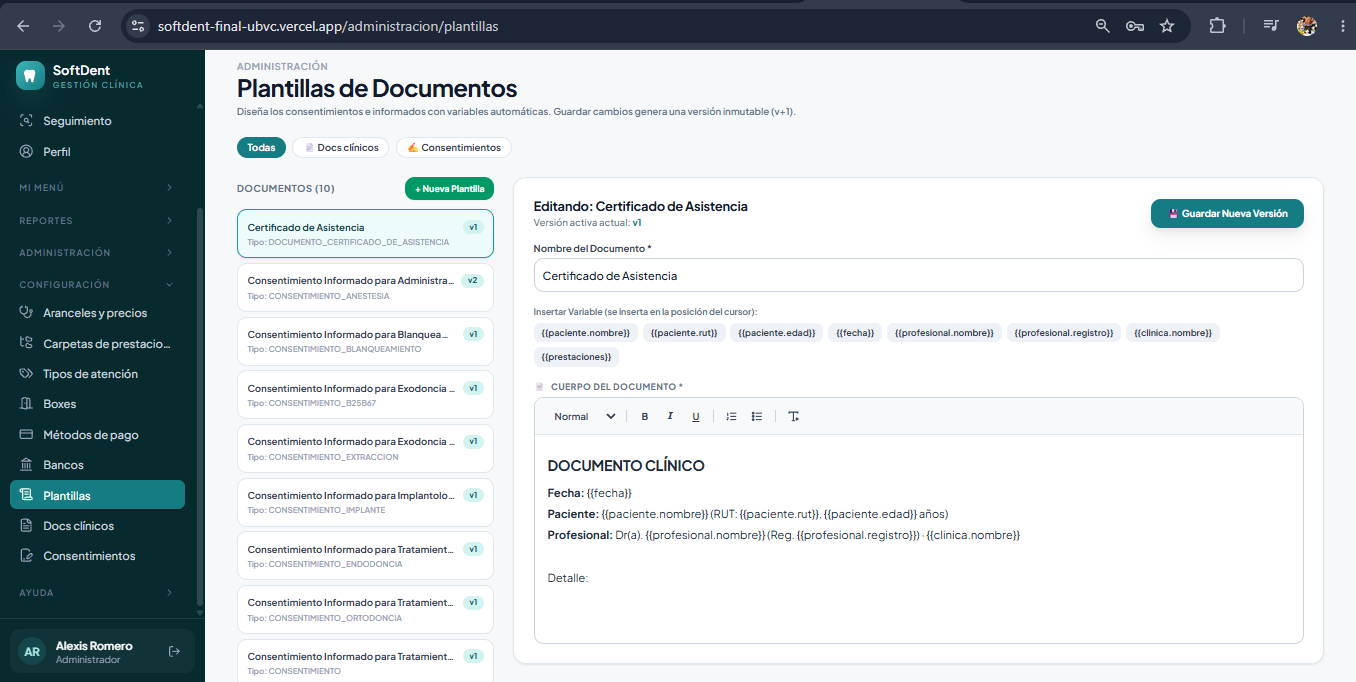 softdent-final-ubvc.vercel.app/administracion/plantillas
SoftDent
GESTIÓN CLÍNICA
Seguimiento
Perfil
MI MENÚ
REPORTES
ADMINISTRACIÓN
CONFIGURACIÓN
Aranceles y precios
Carpetas de prestacio...
Tipos de atención
Boxes
Métodos de pago
Bancos
Plantillas
Docs clínicos
Consentimientos
AYUDA
AR
Alexis Romero
Administrador
ADMINISTRACIÓN
Plantillas de Documentos
Diseña los consentimientos e informados con variables automáticas. Guardar cambios genera una versión inmutable (v+1).
Todas
Docs clínicos
Consentimientos
DOCUMENTOS (10)
+ Nueva Plantilla
Certificado de Asistencia v1
Tipo: DOCUMENTO_CERTIFICADO_DE_ASISTENCIA
Consentimiento Informado para Administra... v2
Tipo: CONSENTIMIENTO_ANESTESIA
Consentimiento Informado para Blanquea... v1
Tipo: CONSENTIMIENTO_BLANQUEAMIENTO
Consentimiento Informado para Exodoncia ... v1
Tipo: CONSENTIMIENTO_B25B67
Consentimiento Informado para Exodoncia ... v1
Tipo: CONSENTIMIENTO_EXTRACCION
Consentimiento Informado para Implantolo... v1
Tipo: CONSENTIMIENTO_IMPLANTE
Consentimiento Informado para Tratamient... v1
Tipo: CONSENTIMIENTO_ENDODONCIA
Consentimiento Informado para Tratamient... v1
Tipo: CONSENTIMIENTO_ORTODONCIA
Consentimiento Informado para Tratamient... v1
Tipo: CONSENTIMIENTO
Editando: Certificado de Asistencia
Versión activa actual: v1
Guardar Nueva Versión
Nombre del Documento *
Certificado de Asistencia
Insertar Variable (se inserta en la posición del cursor):
{{paciente.nombre}} {{paciente.rut}} {{paciente.edad}} {{fecha}} {{profesional.nombre}} {{profesional.registro}} {{clinica.nombre}}
{{prestaciones}}
CUERPO DEL DOCUMENTO *
Normal B I U
DOCUMENTO CLÍNICO
Fecha: {{fecha}}
Paciente: {{paciente.nombre}} (RUT: {{paciente.rut}}, {{paciente.edad}} años)
Profesional: Dr(a). {{profesional.nombre}} (Reg. {{profesional.registro}}) · {{clinica.nombre}}
Detalle: